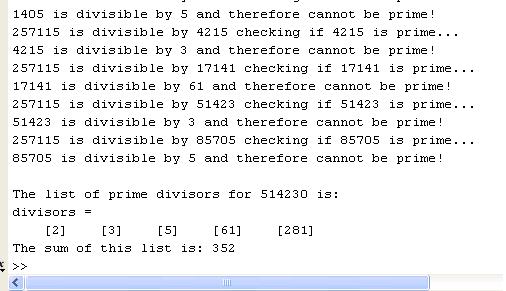 1405 is divisible by 5 and therefore cannot be prime!
257115 is divisible by 4215 checking if 4215 is prime...
4215 is divisible by 3 and therefore cannot be prime!
257115 is divisible by 17141 checking if 17141 is prime...
17141 is divisible by 61 and therefore cannot be prime!
257115 is divisible by 51423 checking if 51423 is prime...
51423 is divisible by 3 and therefore cannot be prime!
257115 is divisible by 85705 checking if 85705 is prime...
85705 is divisible by 5 and therefore cannot be prime!
The list of prime divisors for 514230 is:
divisors =
[2] [3] [5] [61] [281]
The sum of this list is: 352
>>